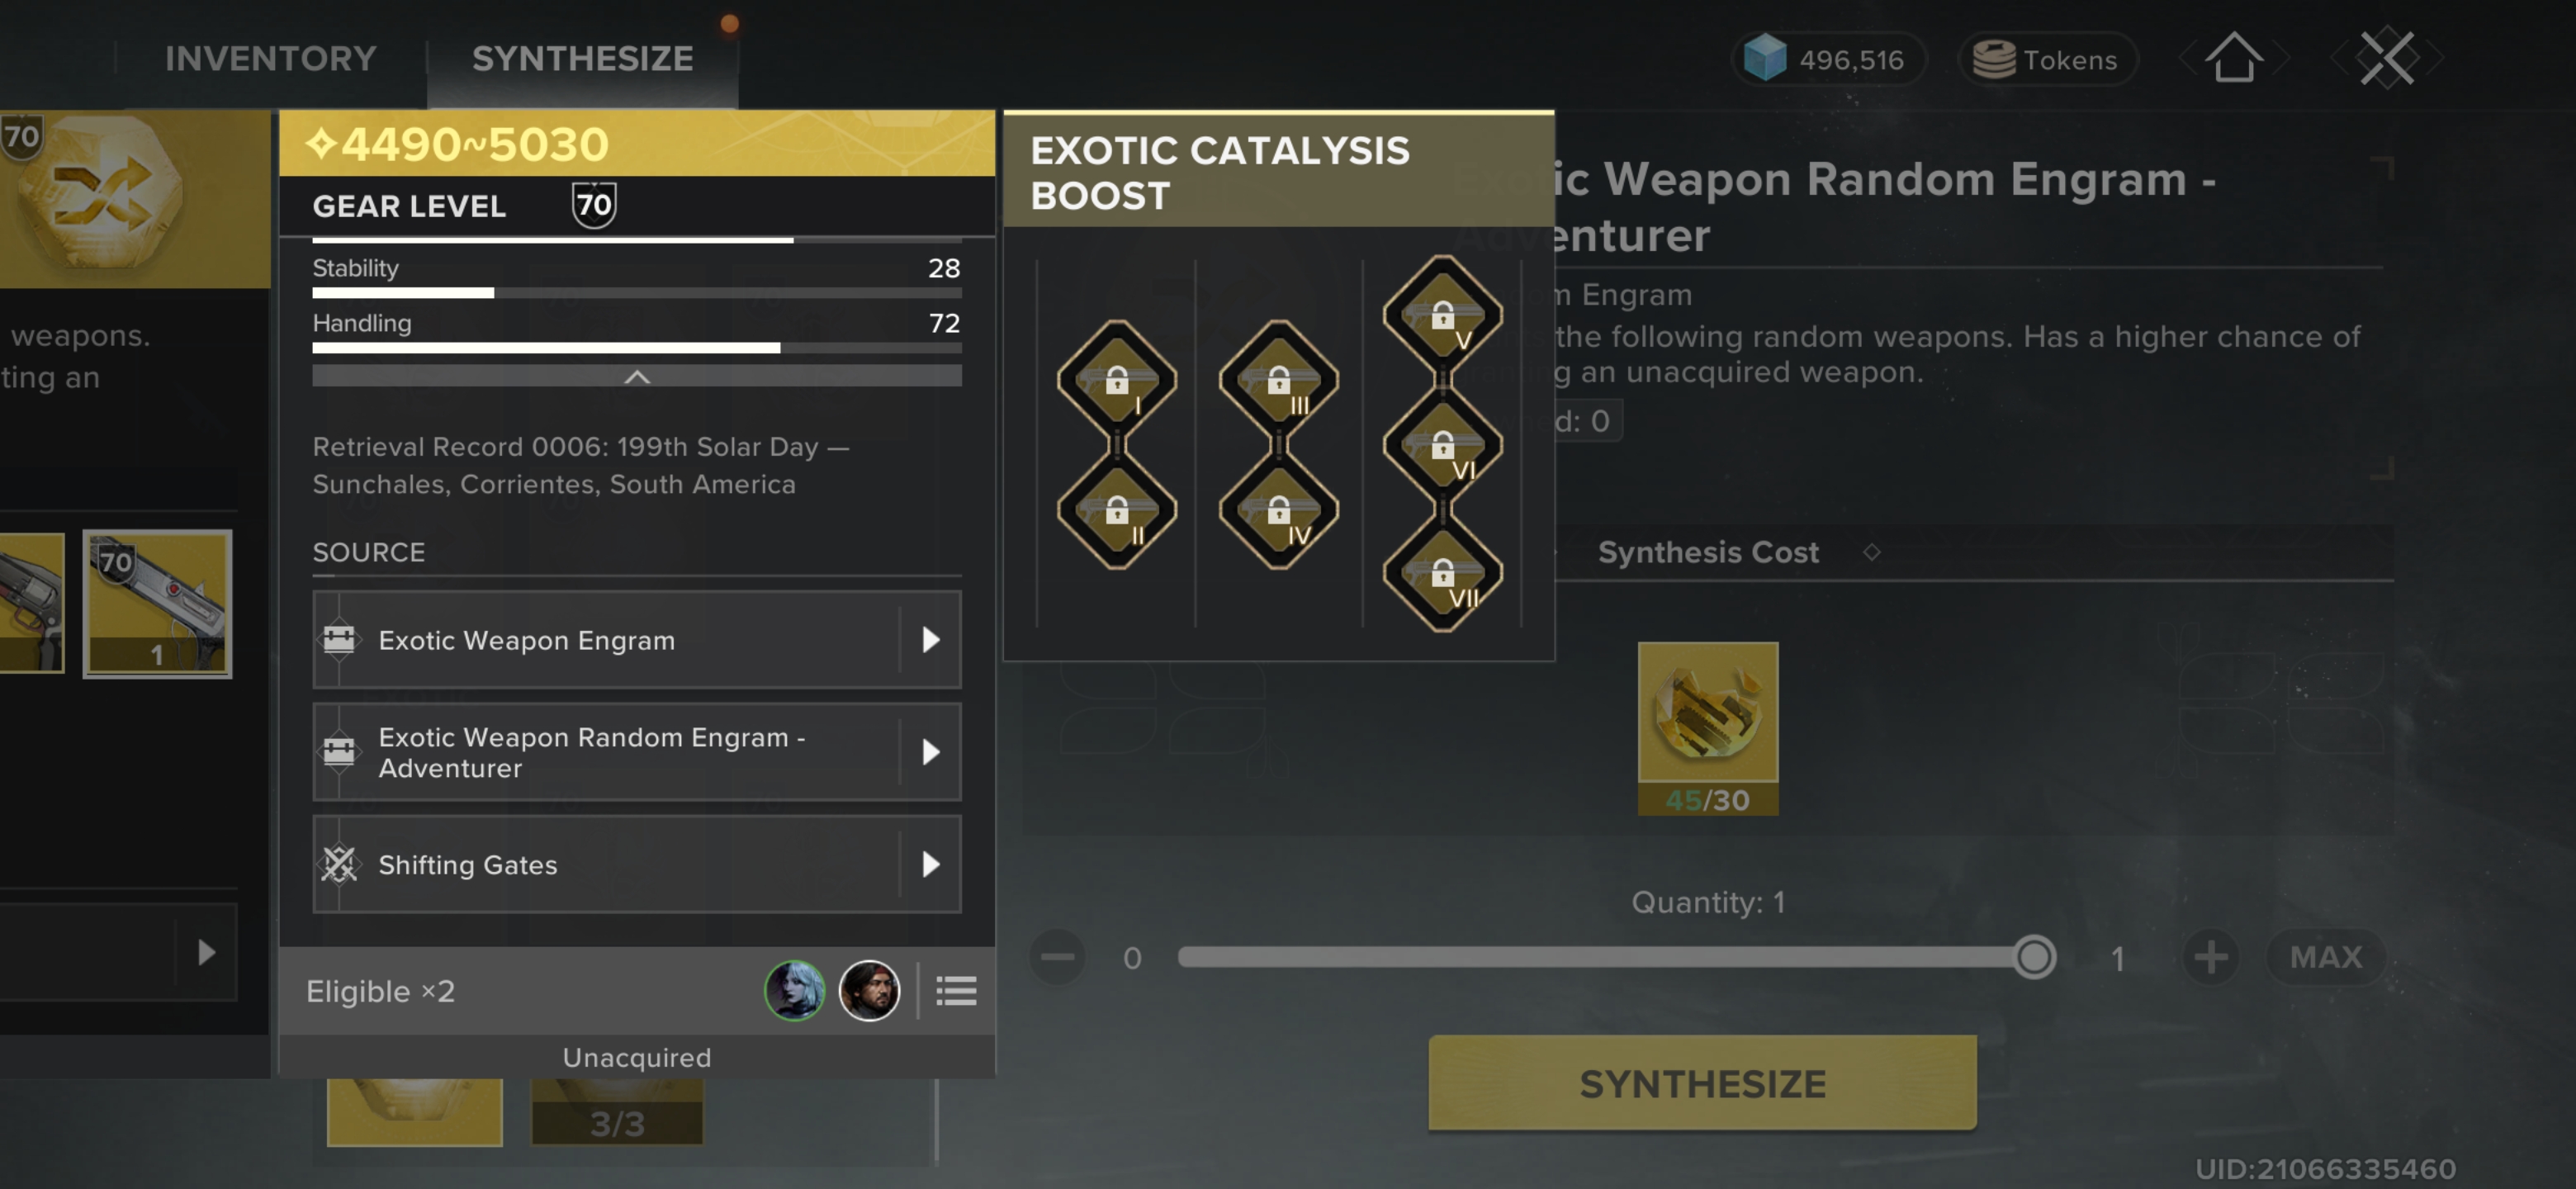 INVENTORY
SYNTHESIZE
496,516
Tokens
70
weapons.
ting an
70
1
4490~5030
GEAR LEVEL
70
Stability
28
Handling
72
Retrieval Record 0006: 199th Solar Day —
Sunchales, Corrientes, South America
SOURCE
Exotic Weapon Engram
Exotic Weapon Random Engram -
Adventurer
Shifting Gates
Eligible ×2
Unacquired
3/3
EXOTIC CATALYSIS
BOOST
I
II
III
IV
V
VI
VII
ic Weapon Random Engram -
enturer
m Engram
the following random weapons. Has a higher chance of
g an unacquired weapon.
d: 0
Synthesis Cost
45/30
Quantity: 1
0
1
MAX
SYNTHESIZE
UID:21066335460